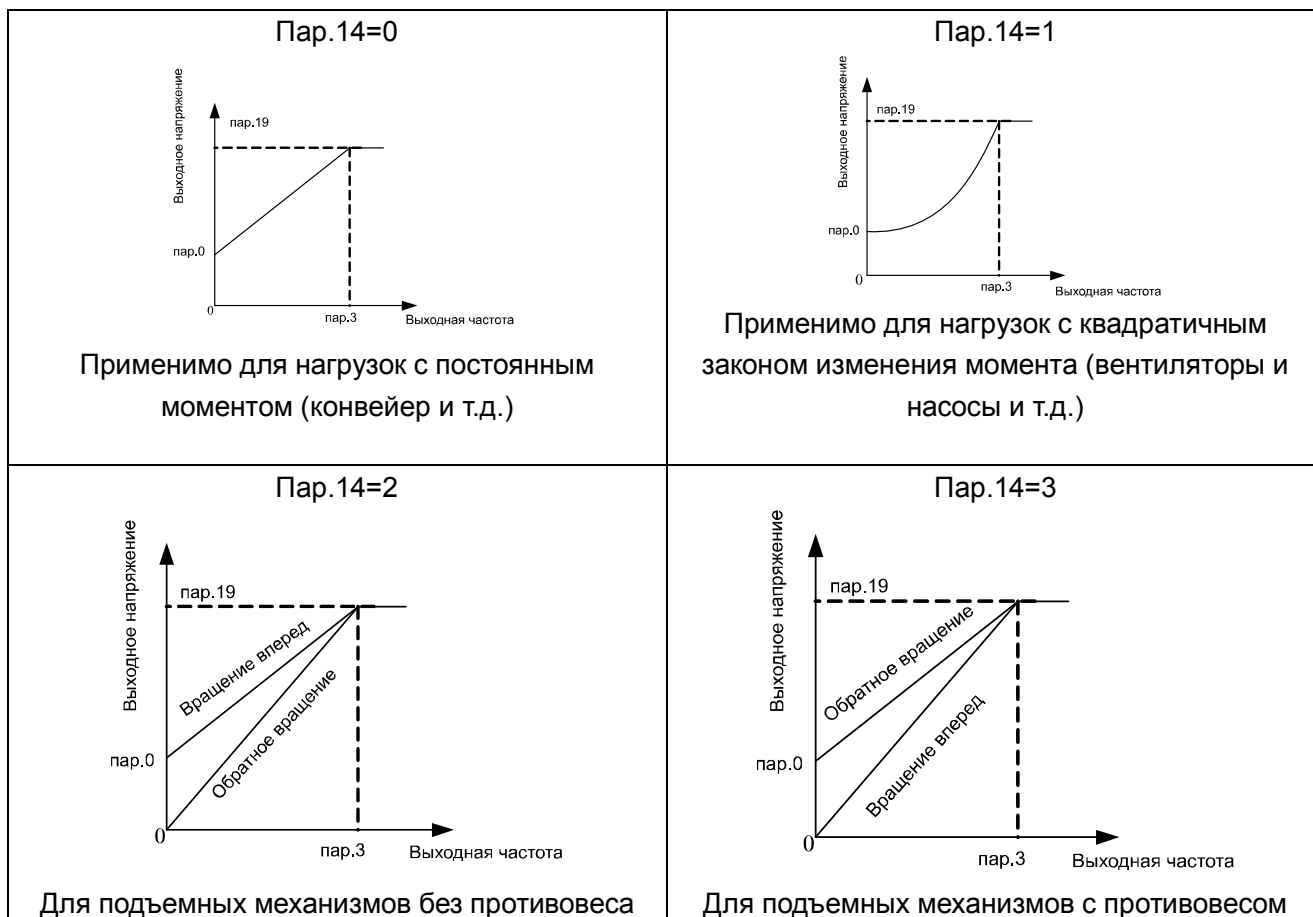 Пар.14=0
Выходное напряжение
пар.19
пар.0
0
пар.3
Выходная частота
Применимо для нагрузок с постоянным
моментом (конвейер и т.д.)
Пар.14=1
Выходное напряжение
пар.19
пар.0
0
пар.3
Выходная частота
Применимо для нагрузок с квадратичным
законом изменения момента (вентиляторы и
насосы и т.д.)
Пар.14=2
Выходное напряжение
пар.19
Вращение вперед
Обратное вращение
пар.0
0
пар.3
Выходная частота
Для подъемных механизмов без противовеса
Пар.14=3
Выходное напряжение
пар.19
Обратное вращение
Вращение вперед
пар.0
0
пар.3
Выходная частота
Для подъемных механизмов с противовесом